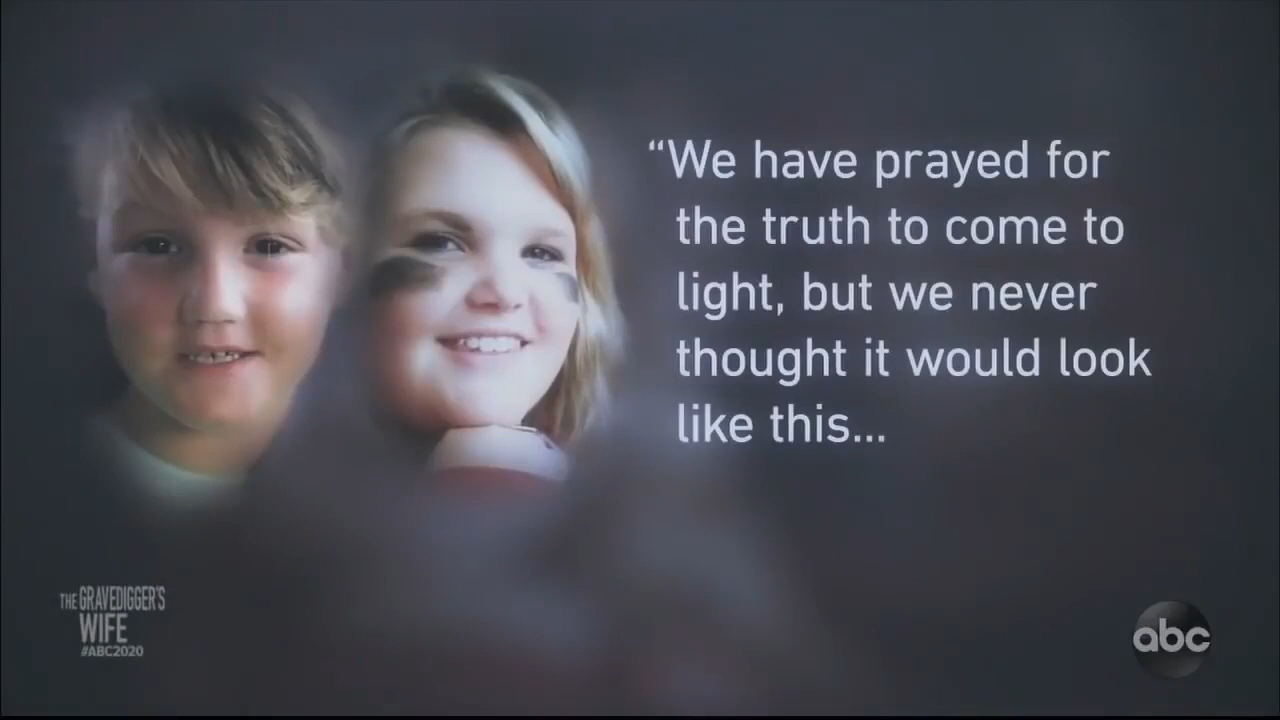 “We have prayed for
the truth to come to
light, but we never
thought it would look
like this...
THE GRAVEDIGGER'S
WIFE
#ABC2020
abc